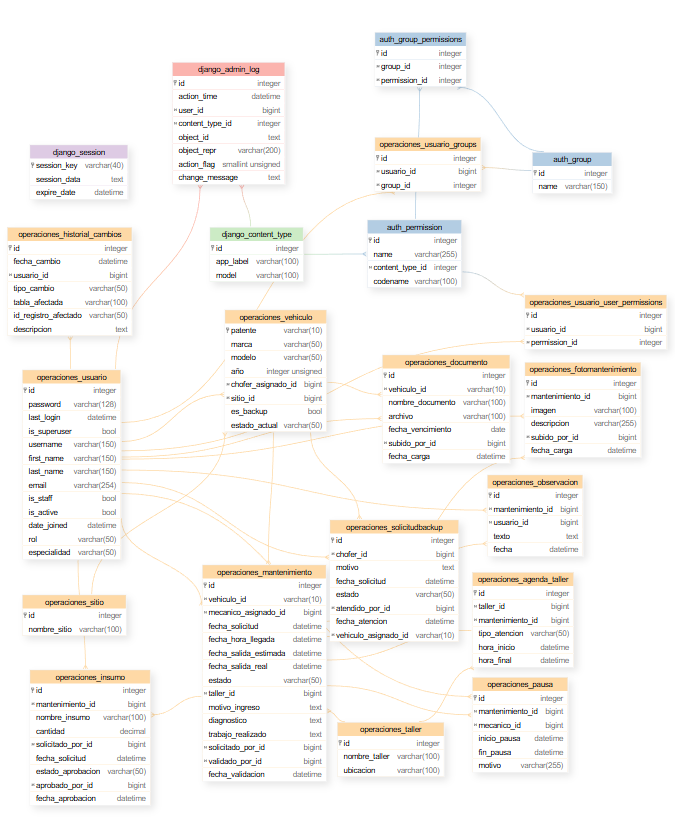 auth_group_permissions
id integer
group_id integer
permission_id integer
django_admin_log
id integer
action_time datetime
user_id bigint
content_type_id integer
object_id text
object_repr varchar(200)
action_flag smallint unsigned
change_message text
operaciones_usuario_groups
id integer
usuario_id bigint
group_id integer
django_session
session_key varchar(40)
session_data text
expire_date datetime
auth_group
id integer
name varchar(150)
operaciones_historial_cambios
id integer
fecha_cambio datetime
usuario_id bigint
tipo_cambio varchar(50)
tabla_afectada varchar(100)
id_registro_afectado varchar(50)
descripcion text
django_content_type
id integer
app_label varchar(100)
model varchar(100)
auth_permission
id integer
name varchar(255)
content_type_id integer
codename varchar(100)
operaciones_usuario_user_permissions
id integer
usuario_id bigint
permission_id integer
operaciones_vehiculo
patente varchar(10)
marca varchar(50)
modelo varchar(50)
año integer unsigned
chofer_asignado_id bigint
sitio_id bigint
es_backup bool
estado_actual varchar(50)
operaciones_documento
id integer
vehiculo_id varchar(10)
nombre_documento varchar(100)
archivo varchar(100)
fecha_vencimiento date
subido_por_id bigint
fecha_carga datetime
operaciones_fotomantenimiento
id integer
mantenimiento_id bigint
imagen varchar(100)
descripcion varchar(255)
subido_por_id bigint
fecha_carga datetime
operaciones_usuario
id integer
password varchar(128)
last_login datetime
is_superuser bool
username varchar(150)
first_name varchar(150)
last_name varchar(150)
email varchar(254)
is_staff bool
is_active bool
date_joined datetime
rol varchar(50)
especialidad varchar(50)
operaciones_observacion
id integer
mantenimiento_id bigint
usuario_id bigint
texto text
fecha datetime
operaciones_solicitudbackup
id integer
chofer_id bigint
motivo text
fecha_solicitud datetime
estado varchar(50)
atendido_por_id bigint
fecha_atencion datetime
vehiculo_asignado_id varchar(10)
operaciones_mantenimiento
id integer
vehiculo_id varchar(10)
mecanico_asignado_id bigint
fecha_solicitud datetime
fecha_hora_llegada datetime
fecha_salida_estimada datetime
fecha_salida_real datetime
estado varchar(50)
taller_id bigint
motivo_ingreso text
diagnostico text
trabajo_realizado text
solicitado_por_id bigint
validado_por_id bigint
fecha_validacion datetime
operaciones_agenda_taller
id integer
taller_id bigint
mantenimiento_id bigint
tipo_atencion varchar(50)
hora_inicio datetime
hora_final datetime
operaciones_sitio
id integer
nombre_sitio varchar(100)
operaciones_insumo
id integer
mantenimiento_id bigint
nombre_insumo varchar(100)
cantidad decimal
solicitado_por_id bigint
fecha_solicitud datetime
estado_aprobacion varchar(50)
aprobado_por_id bigint
fecha_aprobacion datetime
operaciones_pausa
id integer
mantenimiento_id bigint
mecanico_id bigint
inicio_pausa datetime
fin_pausa datetime
motivo varchar(255)
operaciones_taller
id integer
nombre_taller varchar(100)
ubicacion varchar(100)